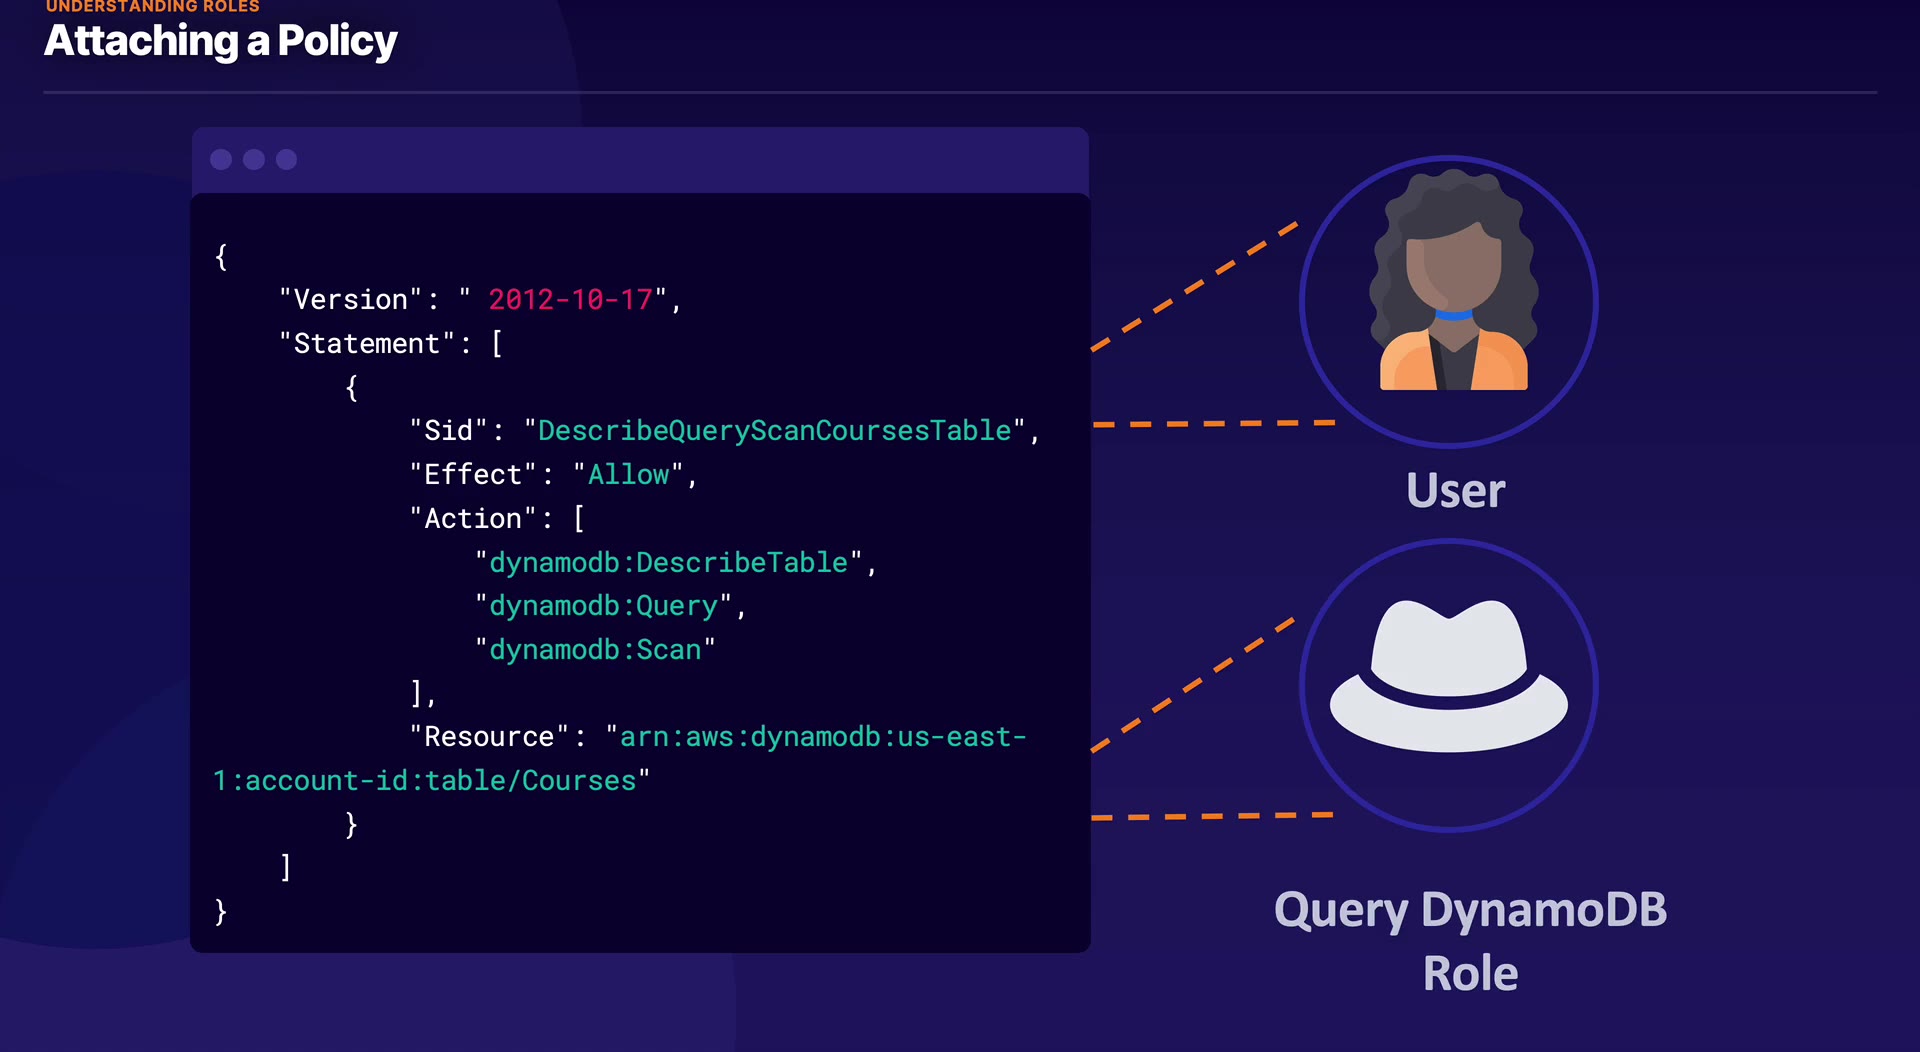 UNDERSTANDING ROLES
Attaching a Policy
{
"Version": " 2012-10-17",
"Statement": [
{
"Sid": "DescribeQueryScanCoursesTable",
"Effect": "Allow",
"Action": [
"dynamodb:DescribeTable",
"dynamodb:Query",
"dynamodb:Scan"
],
"Resource": "arn:aws:dynamodb:us-east-
1:account-id:table/Courses"
}
]
}
User
Query DynamoDB
Role